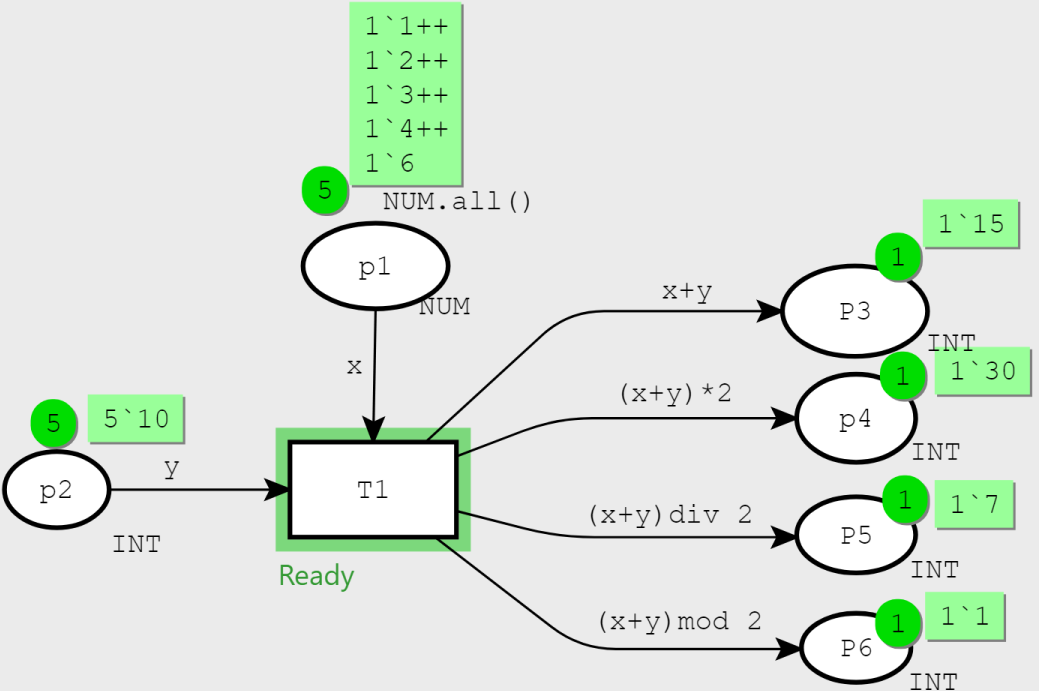 1`1++
1`2++
1`3++
1`4++
1`6
5
NUM.all()
p1
NUM
x
5
5`10
p2
y
INT
T1
Ready
x+y
1
1`15
P3
INT
(x+y)*2
1
1`30
p4
INT
(x+y)div 2
1
1`7
P5
INT
(x+y)mod 2
1
1`1
P6
INT